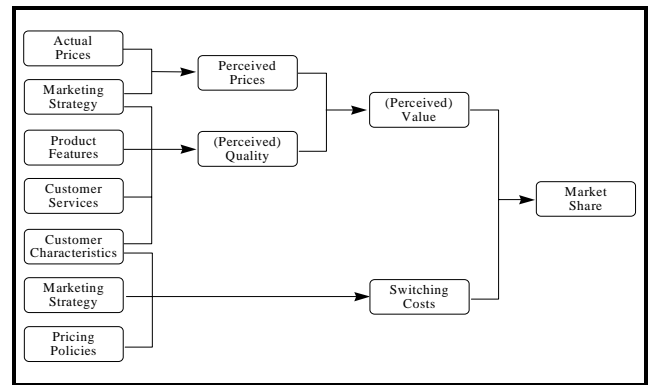 Actual
Prices
Marketing
Strategy
Product
Features
Customer
Services
Customer
Characteristics
Marketing
Strategy
Pricing
Policies
Perceived
Prices
(Perceived)
Quality
(Perceived)
Value
Switching
Costs
Market
Share